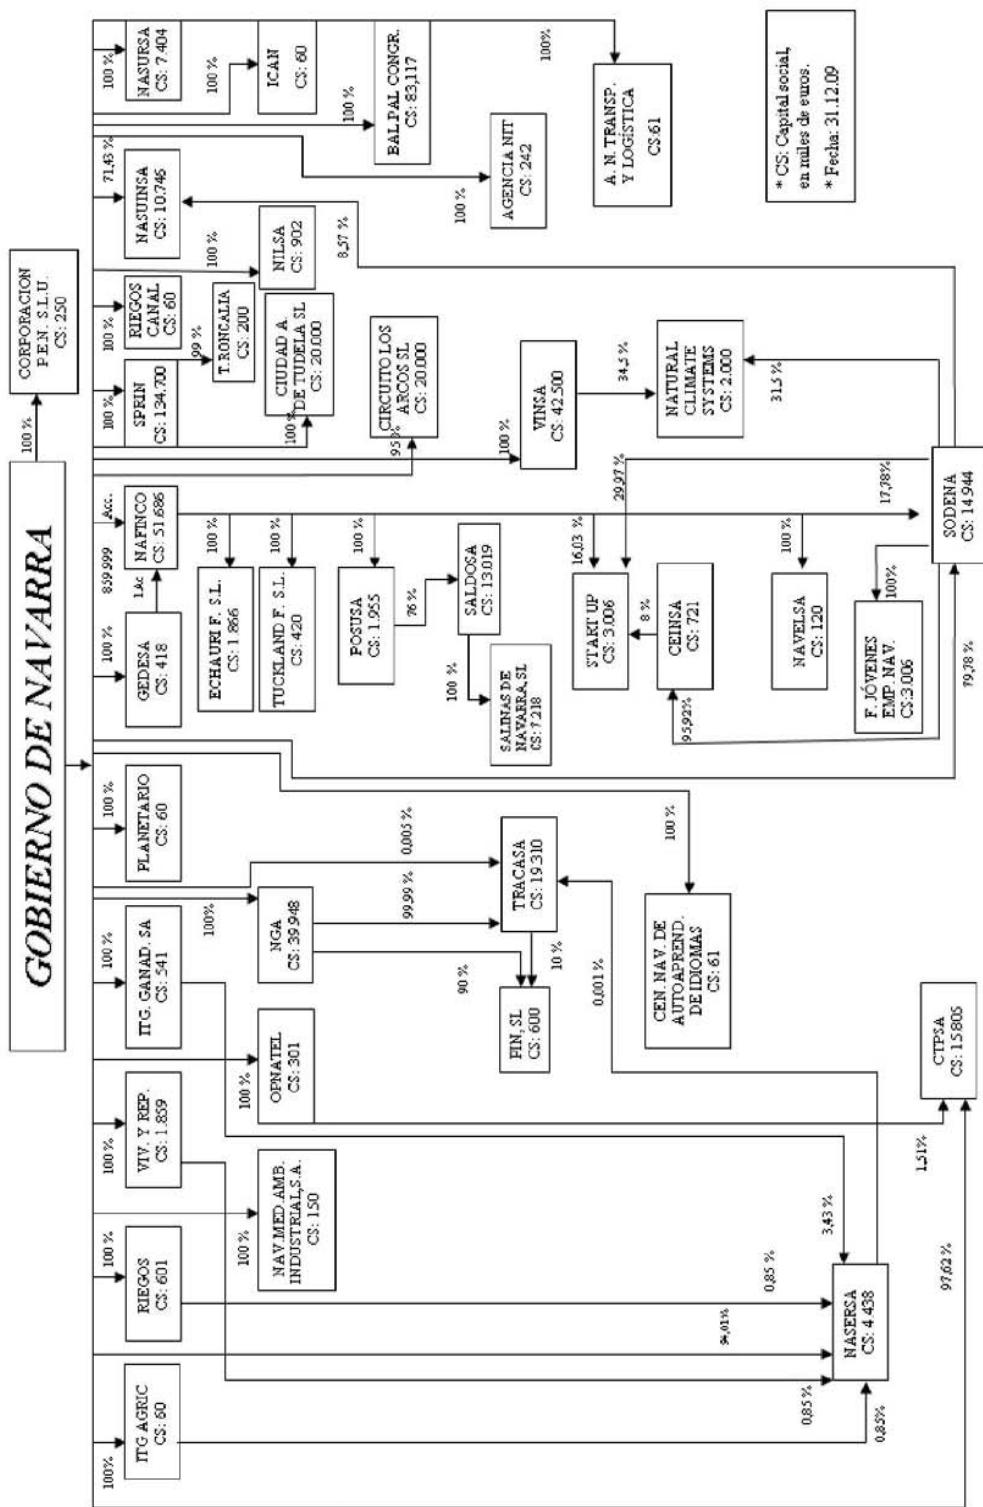 GOBIERNO DE NAVARRA
100 %
CORPORACION
P.E.N. S.L.U.
CS: 250
100%
ITG AGRIC
CS: 60
100 %
RIEGOS
CS: 601
100 %
VIV. Y REP.
CS: 1.859
100 %
ITG. GANAD. SA
CS: 541
100 %
PLANETARIO
CS: 60
100 %
GEDESA
CS: 418
1.Ac
859.999
Acc.
NAFINCO
CS: 51.686
100 %
SPRIN
CS: 134.700
100 %
RIEGOS
CANAL
CS: 60
71,43 %
NASUINSA
CS: 10.746
100 %
NASURSA
CS: 7.404
100 %
NAV.MED.AMB.
INDUSTRIAL,S.A.
CS: 150
100 %
OPNATEL
CS: 301
100%
NGA
CS: 39.948
100 %
ECHAURI F. S.L.
CS: 1.866
100 %
TUCKLAND F. S.L.
CS: 420
99 %
T.RONCALIA
CS: 200
100 %
CIUDAD A.
DE TUDELA SL
CS: 20.000
100 %
NILSA
CS: 902
100 %
ICAN
CS: 60
100 %
POSUSA
CS: 1.955
95 %
CIRCUITO LOS
ARCOS SL
CS: 20.000
100 %
BAL.PAL CONGR.
CS: 83,117
76 %
SALDOSA
CS: 13.019
100 %
SALINAS DE
NAVARRA, SL
CS: 7.218
0,005 %
99,99 %
TRACASA
CS: 19.310
90 %
10 %
FIN, SL
CS: 600
100 %
VINSA
CS: 42.500
8,57 %
100 %
AGENCIA NIT
CS: 242
100%
A. N. TRANSP.
Y LOGÍSTICA
CS:61
16,03 %
29,97 %
START UP
CS: 3.006
8 %
CEINSA
CS: 721
95,92%
34,5 %
NATURAL
CLIMATE
SYSTEMS
CS: 2.000
31,5 %
0,001 %
100 %
CEN. NAV. DE
AUTOAPREND.
DE IDIOMAS
CS: 61
100 %
NAVELSA
CS: 120
17,78%
SODENA
CS: 14.944
100%
F. JÓVENES
EMP. NAV.
CS:3.006
79,78 %
94,01%
0,85 %
3,43 %
0,85 %
0,85%
NASERSA
CS: 4.438
1,51%
CTPSA
CS: 15.805
97,62 %
* CS: Capital social,
en miles de euros.
* Fecha: 31.12.09